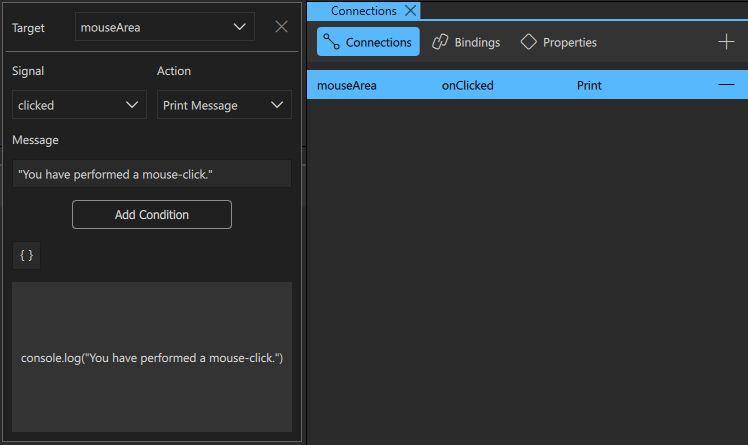 Target mouseArea
Signal Action
clicked Print Message
Message
"You have performed a mouse-click."
Add Condition
{ }
console.log("You have performed a mouse-click.")
Connections
Connections Bindings Properties
mouseArea onClicked Print